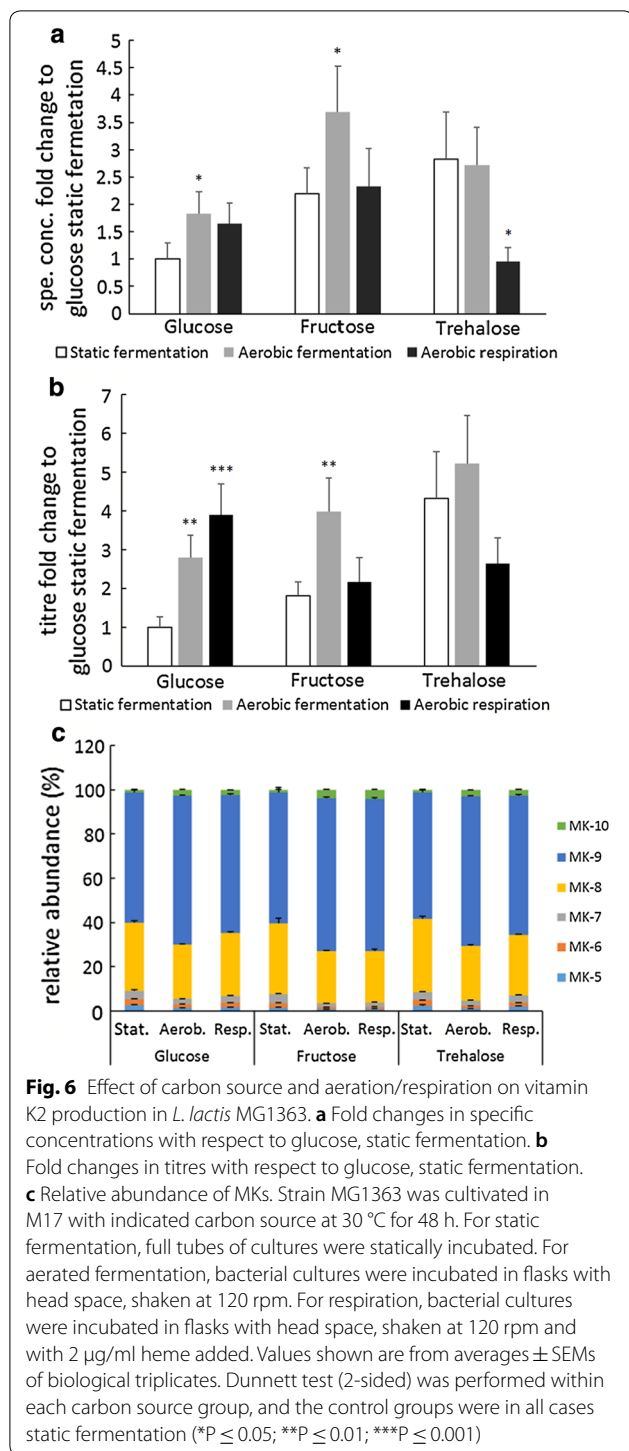 a
spe. conc. fold change to
glucose static fermetation
5
4.5
4
3.5
3
2.5
2
1.5
1
0.5
0
*
*
*
Glucose Fructose Trehalose
Static fermentation Aerobic fermentation Aerobic respiration
b
titre fold change to
glucose static fermentation
7
6
5
4
3
2
1
0
**
***
**
Glucose Fructose Trehalose
Static fermentation Aerobic fermentation Aerobic respiration
c
relative abundance (%)
120
100
80
60
40
20
0
Stat. Aerob. Resp. Stat. Aerob. Resp. Stat. Aerob. Resp.
Glucose Fructose Trehalose
MK-10
MK-9
MK-8
MK-7
MK-6
MK-5
Fig. 6 Effect of carbon source and aeration/respiration on vitamin
K2 production in L. lactis MG1363. a Fold changes in specific
concentrations with respect to glucose, static fermentation. b
Fold changes in titres with respect to glucose, static fermentation.
c Relative abundance of MKs. Strain MG1363 was cultivated in
M17 with indicated carbon source at 30 °C for 48 h. For static
fermentation, full tubes of cultures were statically incubated. For
aerated fermentation, bacterial cultures were incubated in flasks with
head space, shaken at 120 rpm. For respiration, bacterial cultures
were incubated in flasks with head space, shaken at 120 rpm and
with 2 µg/ml heme added. Values shown are from averages ± SEMs
of biological triplicates. Dunnett test (2-sided) was performed within
each carbon source group, and the control groups were in all cases
static fermentation (*P ≤ 0.05; **P ≤ 0.01; ***P ≤ 0.001)